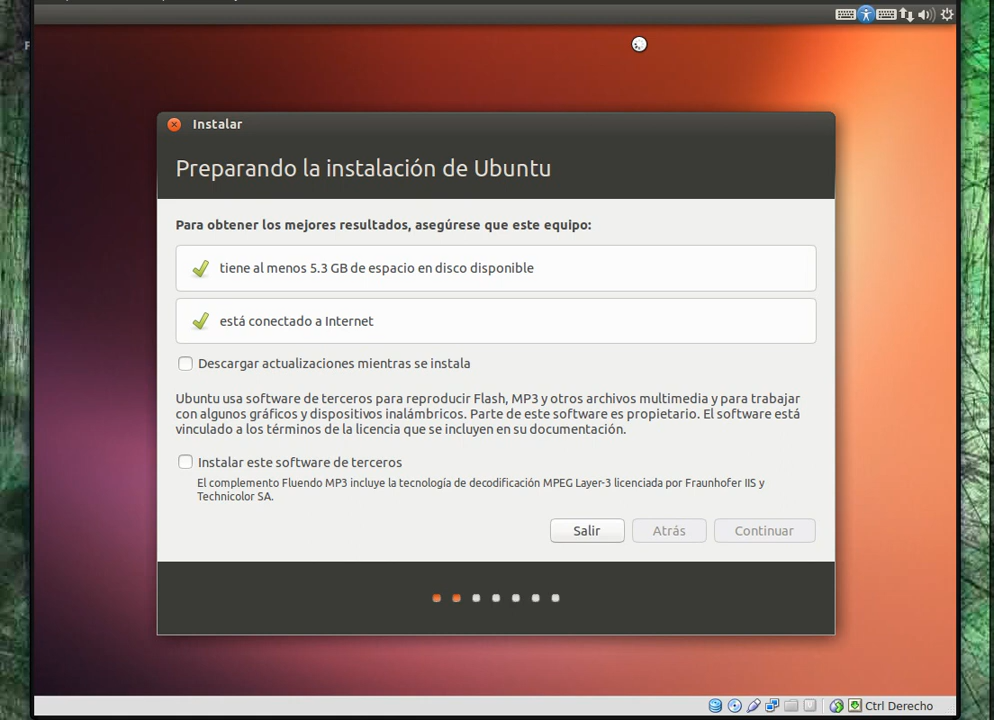 Instalar
Preparando la instalación de Ubuntu
Para obtener los mejores resultados, asegúrese que este equipo:
tiene al menos 5.3 GB de espacio en disco disponible
está conectado a Internet
Descargar actualizaciones mientras se instala
Ubuntu usa software de terceros para reproducir Flash, MP3 y otros archivos multimedia y para trabajar
con algunos gráficos y dispositivos inalámbricos. Parte de este software es propietario. El software está
vinculado a los términos de la licencia que se incluyen en su documentación.
Instalar este software de terceros
El complemento Fluendo MP3 incluye la tecnología de decodificación MPEG Layer-3 licenciada por Fraunhofer IIS y
Technicolor SA.
Salir Atrás Continuar
Ctrl Derecho